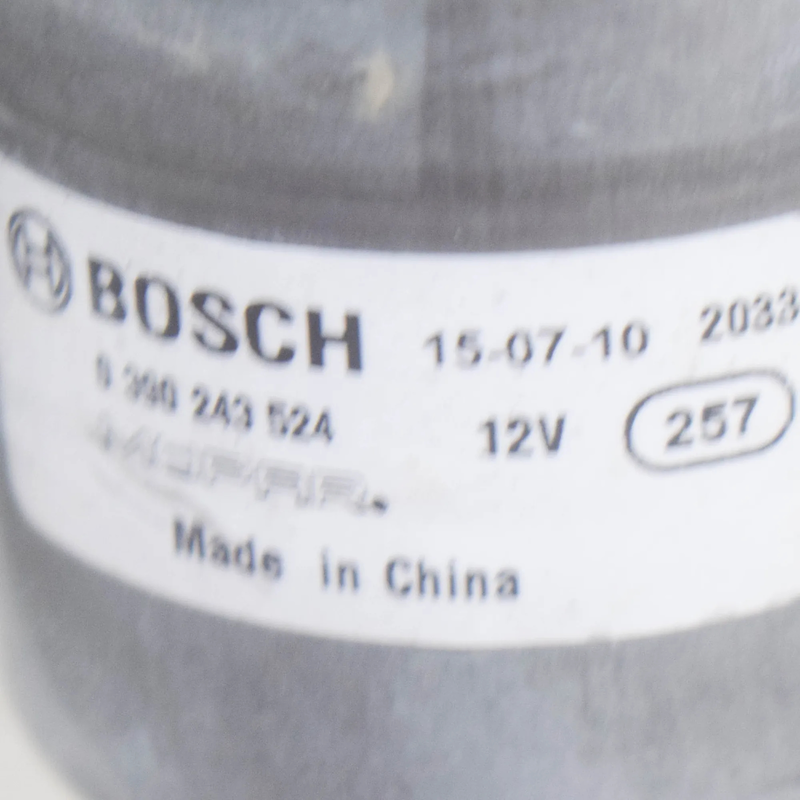 BOSCH 15-07-10 2033
0 390 243 524 12V 257
MOPAR.
Made in China